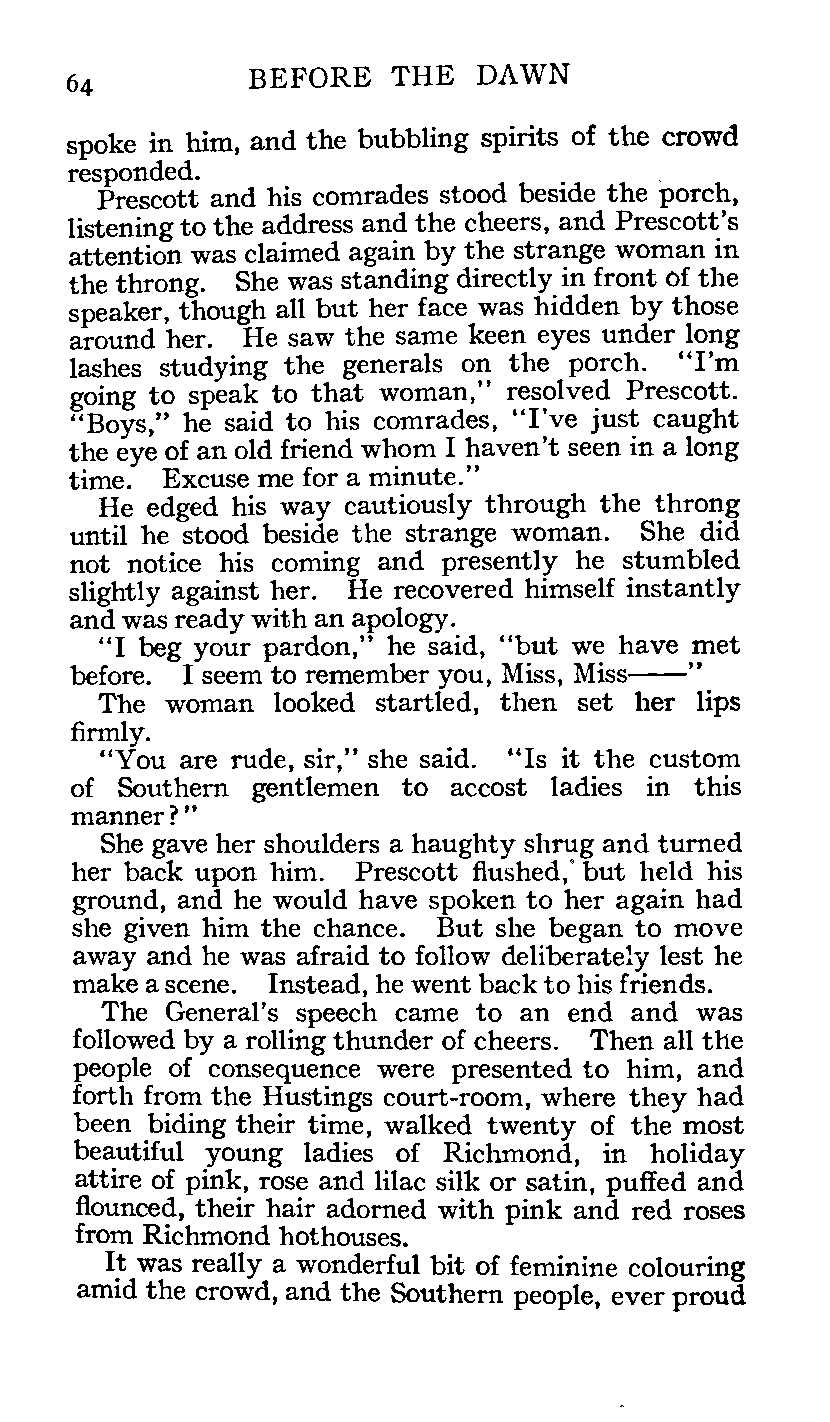 64 BEFORE THE DAWN
spoke in him, and the bubbling spirits of the crowd
responded.
Prescott and his comrades stood beside the porch,
listening to the address and the cheers, and Prescott's
attention was claimed again by the strange woman in
the throng. She was standing directly in front of the
speaker, though all but her face was hidden by those
around her. He saw the same keen eyes under long
lashes studying the generals on the porch. "I'm
going to speak to that woman," resolved Prescott.
"Boys," he said to his comrades, "I've just caught
the eye of an old friend whom I haven't seen in a long
time. Excuse me for a minute."
He edged his way cautiously through the throng
until he stood beside the strange woman. She did
not notice his coming and presently he stumbled
slightly against her. He recovered himself instantly
and was ready with an apology.
"I beg your pardon," he said, "but we have met
before. I seem to remember you, Miss, Miss——"
The woman looked startled, then set her lips
firmly.
"You are rude, sir," she said. "Is it the custom
of Southern gentlemen to accost ladies in this
manner?"
She gave her shoulders a haughty shrug and turned
her back upon him. Prescott flushed, but held his
ground, and he would have spoken to her again had
she given him the chance. But she began to move
away and he was afraid to follow deliberately lest he
make a scene. Instead, he went back to his friends.
The General's speech came to an end and was
followed by a rolling thunder of cheers. Then all the
people of consequence were presented to him, and
forth from the Hustings court-room, where they had
been biding their time, walked twenty of the most
beautiful young ladies of Richmond, in holiday
attire of pink, rose and lilac silk or satin, puffed and
flounced, their hair adorned with pink and red roses
from Richmond hothouses.
It was really a wonderful bit of feminine colouring
amid the crowd, and the Southern people, ever proud